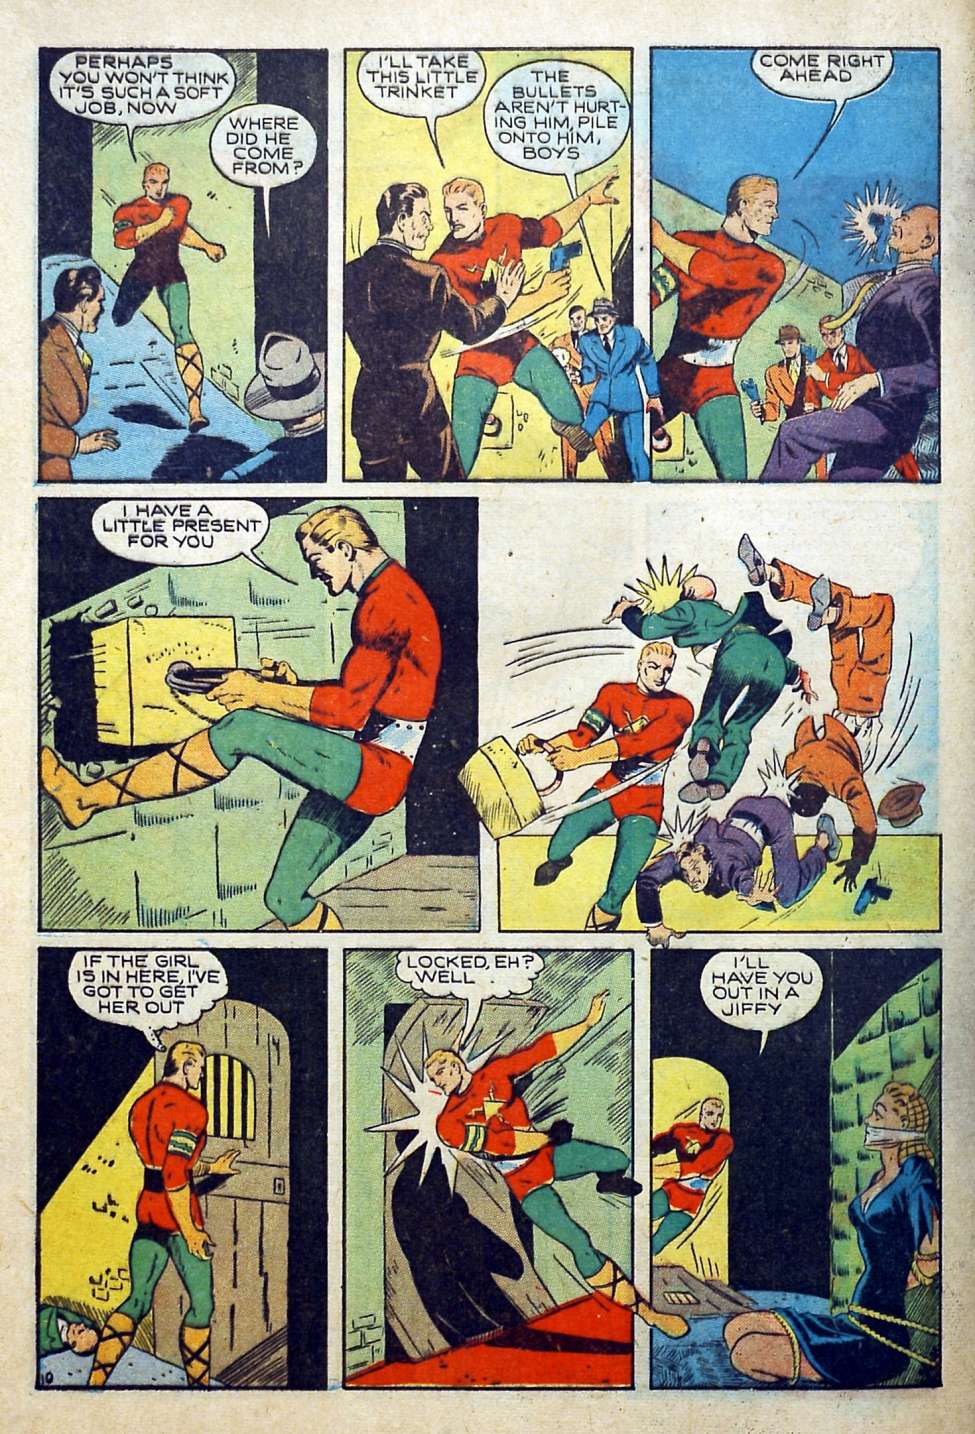 PERHAPS
YOU WON'T THINK
IT'S SUCH A SOFT
JOB, NOW
WHERE
DID HE
COME
FROM?
I'LL TAKE
THIS LITTLE
TRINKET
THE
BULLETS
AREN'T HURT-
ING HIM, PILE
ONTO HIM,
BOYS
COME RIGHT
AHEAD
I HAVE A
LITTLE PRESENT
FOR YOU
IF THE GIRL
IS IN HERE, I'VE
GOT TO GET
HER OUT
LOCKED, EH?
WELL . .
I'LL
HAVE YOU
OUT IN A
JIFFY
10